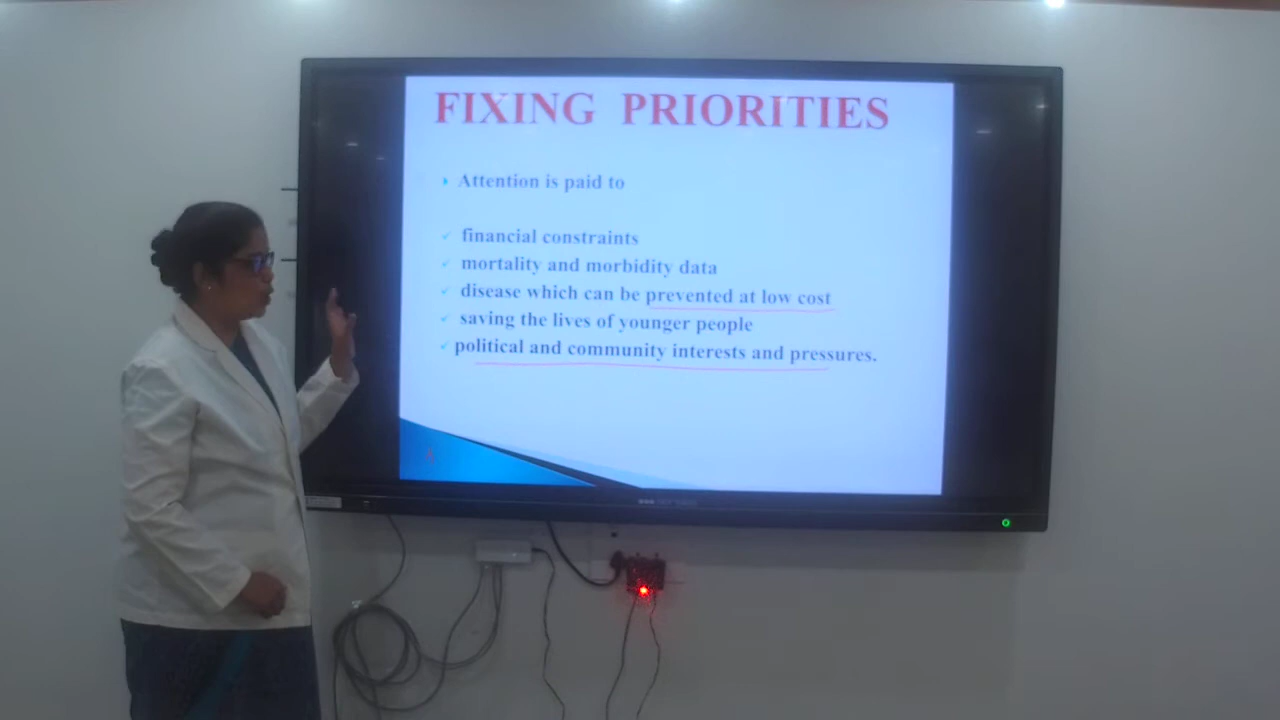 FIXING PRIORITIES
Attention is paid to
financial constraints
mortality and morbidity data
disease which can be prevented at low cost
saving the lives of younger people
political and community interests and pressures.